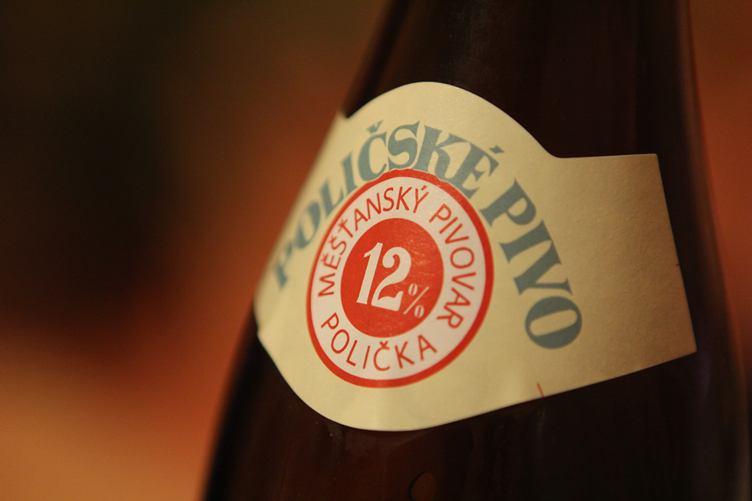 POLIČSKÉ PIVO
MĚŠŤANSKÝ PIVOVAR
12%
POLIČKA